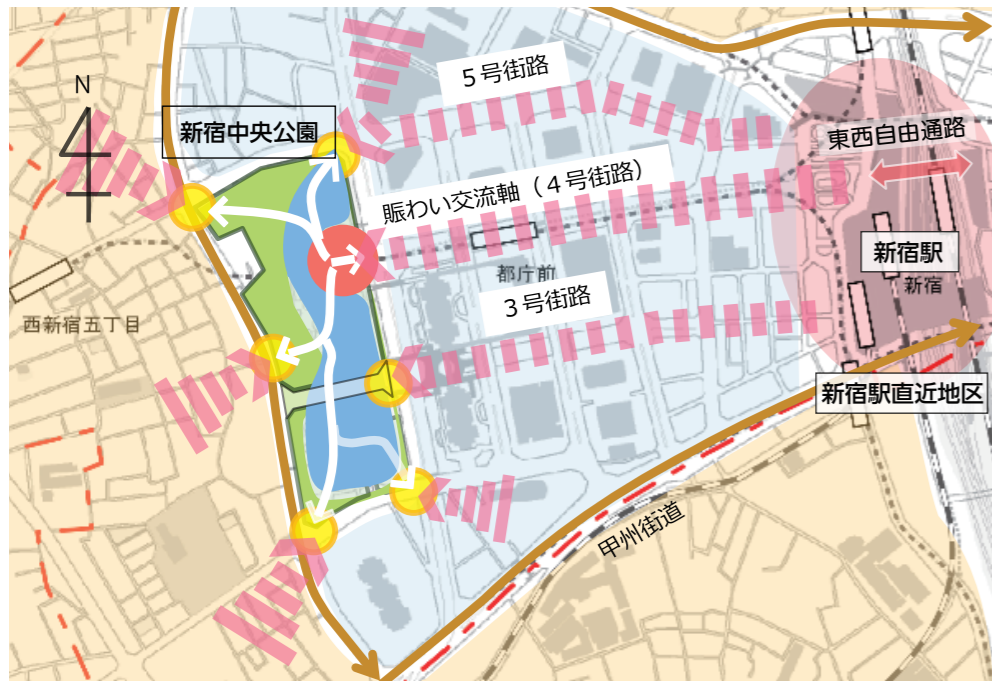 N
5号街路
新宿中央公園
東西自由通路
賑わい交流軸（4号街路）
新宿駅
都庁前
新宿
3号街路
西新宿五丁目
新宿駅直近地区
甲州街道